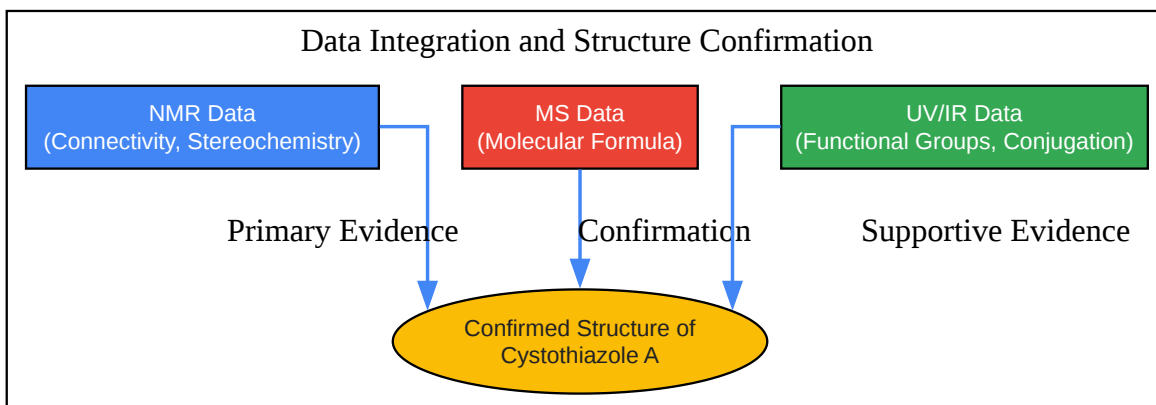 Data Integration and Structure Confirmation
NMR Data
(Connectivity, Stereochemistry)
MS Data
(Molecular Formula)
UV/IR Data
(Functional Groups, Conjugation)
Primary Evidence
Confirmation
Supportive Evidence
Confirmed Structure of
Cystothiazole A